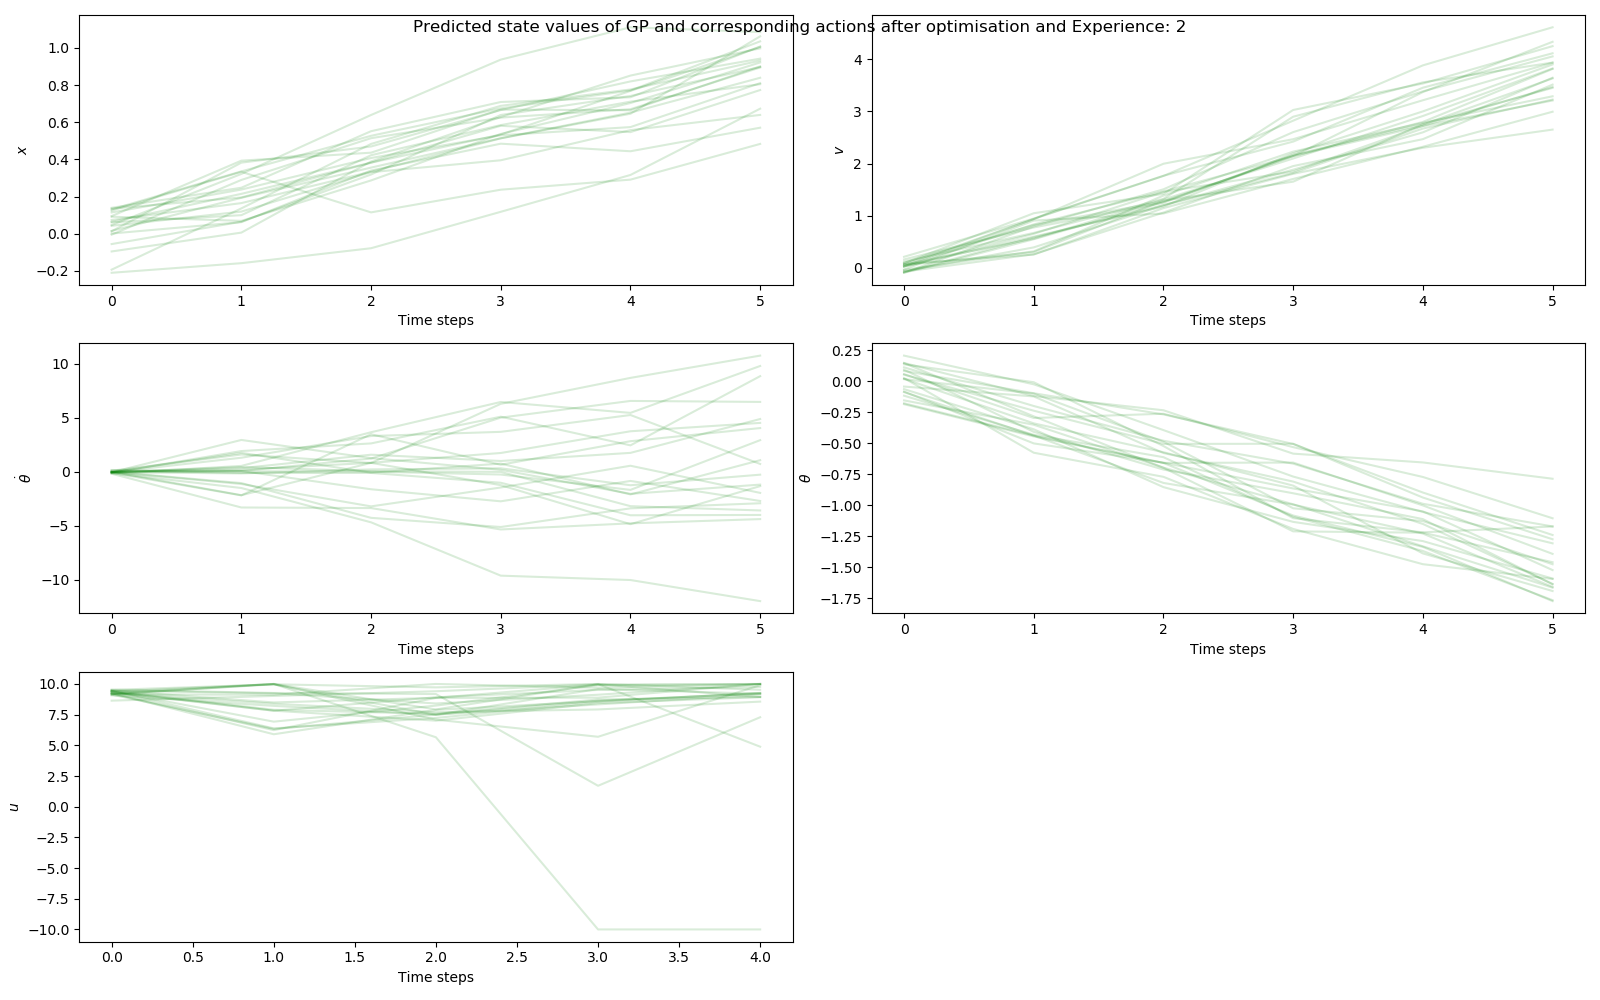 Predicted state values of GP and corresponding actions after optimisation and Experience: 2
1.0
0.8
0.6
0.4
0.2
0.0
−0.2
x
0 1 2 3 4 5
Time steps
4
3
2
1
0
v
0 1 2 3 4 5
Time steps
10
5
0
−5
−10
θ̇
0 1 2 3 4 5
Time steps
0.25
0.00
−0.25
−0.50
−0.75
−1.00
−1.25
−1.50
−1.75
θ
0 1 2 3 4 5
Time steps
10.0
7.5
5.0
2.5
0.0
−2.5
−5.0
−7.5
−10.0
u
0.0 0.5 1.0 1.5 2.0 2.5 3.0 3.5 4.0
Time steps